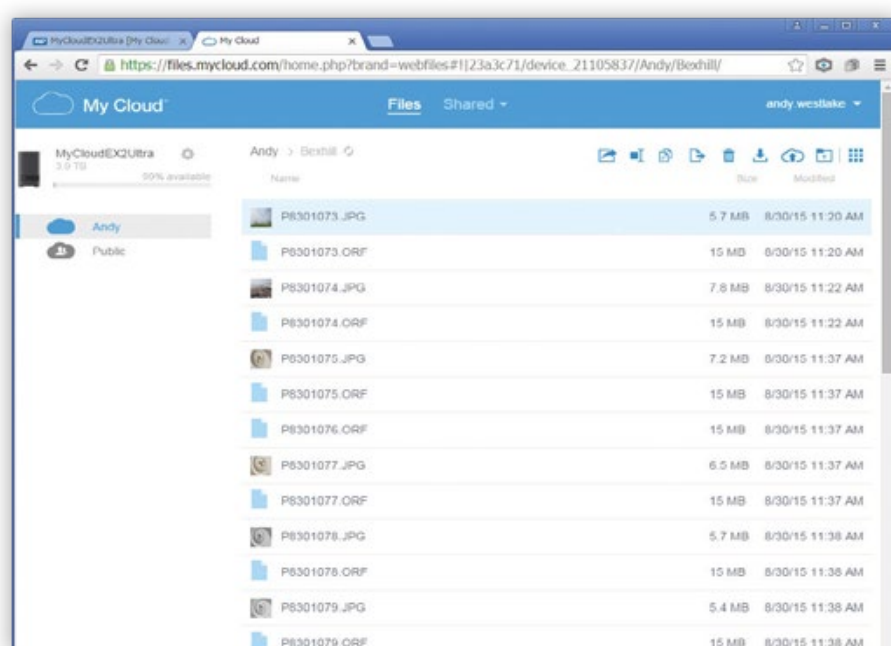 MyCloudEX2Ultra [My Cloud
My Cloud
https://files.mycloud.com/home.php?brand=webfiles#!|23a3c71/device_21105837/Andy/Bexhill/
My Cloud
Files
Shared
andy.westlake
MyCloudEX2Ultra
3.9 TB
99% available
Andy
Public
Andy > Bexhill
Name Size Modified
P8301073.JPG 5.7 MB 8/30/15 11:20 AM
P8301073.ORF 15 MB 8/30/15 11:20 AM
P8301074.JPG 7.8 MB 8/30/15 11:22 AM
P8301074.ORF 15 MB 8/30/15 11:22 AM
P8301075.JPG 7.2 MB 8/30/15 11:37 AM
P8301075.ORF 15 MB 8/30/15 11:37 AM
P8301076.ORF 15 MB 8/30/15 11:37 AM
P8301077.JPG 6.5 MB 8/30/15 11:37 AM
P8301077.ORF 15 MB 8/30/15 11:37 AM
P8301078.JPG 5.7 MB 8/30/15 11:38 AM
P8301078.ORF 15 MB 8/30/15 11:38 AM
P8301079.JPG 5.4 MB 8/30/15 11:38 AM
P8301079.ORF 15 MB 8/30/15 11:38 AM